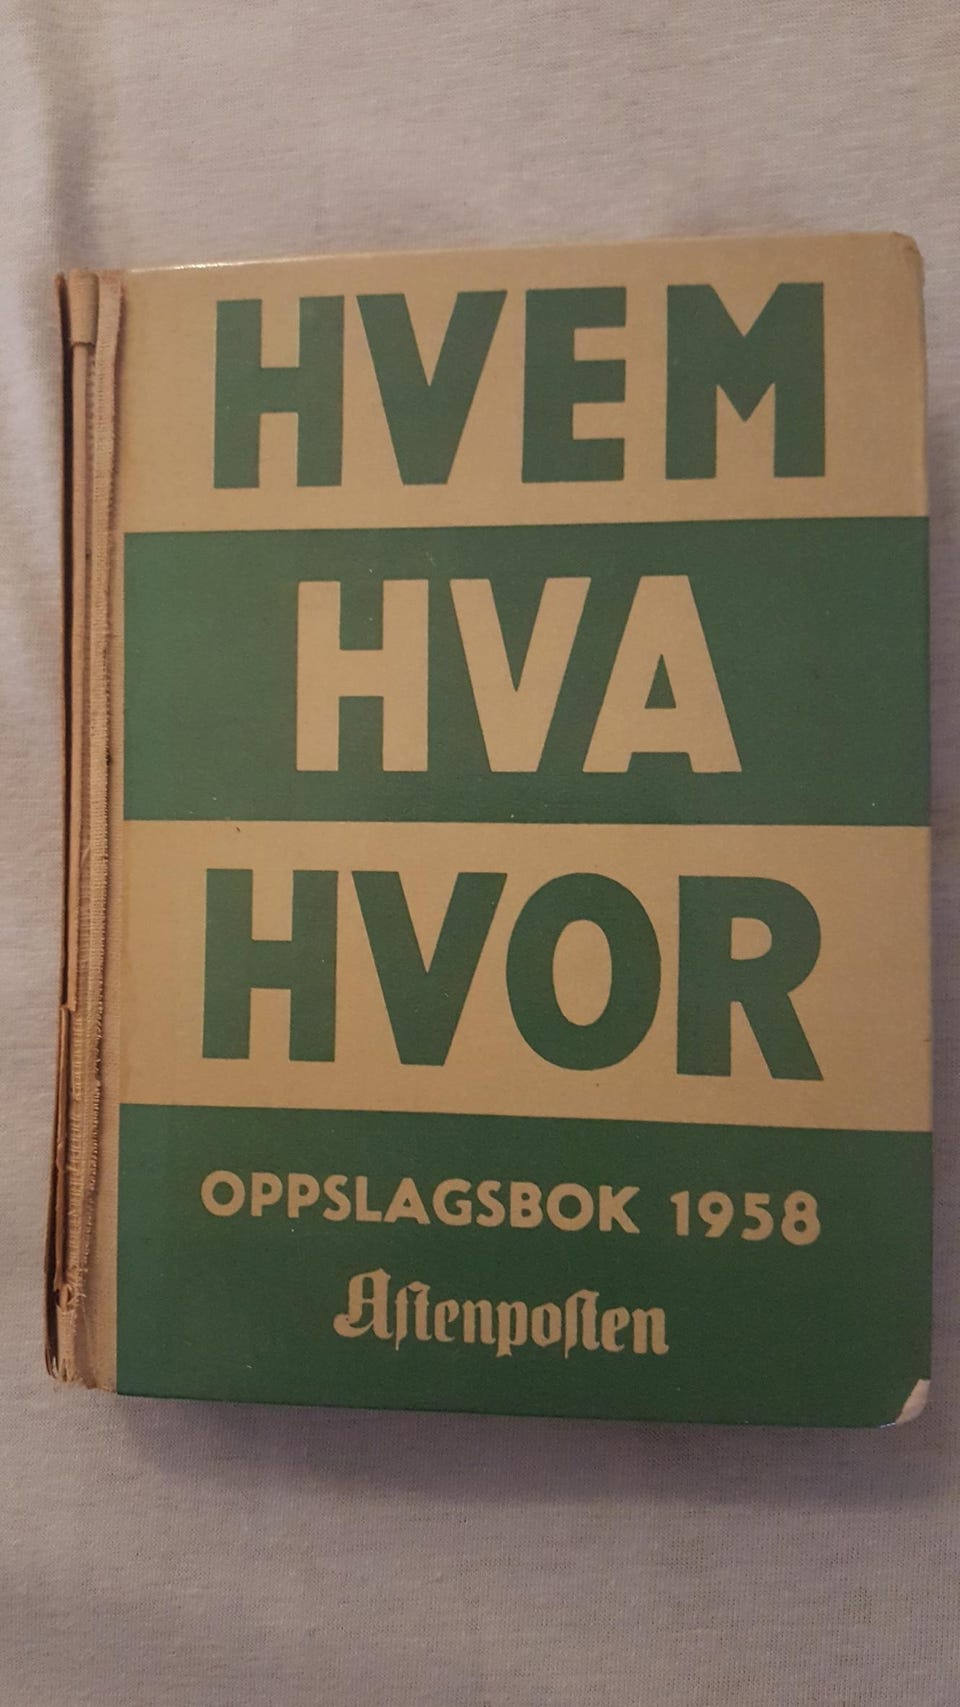 HVEM
HVA
HVOR
OPPSLAGSBOK 1958
Aftenposten